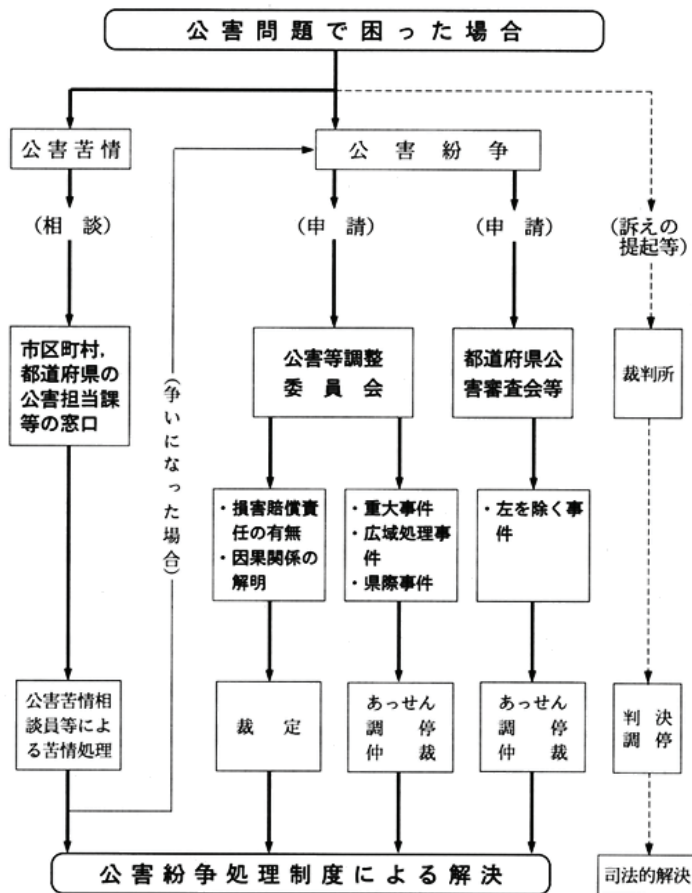 公害問題で困った場合
公害苦情
公害紛争
（相談）
（申請）
（申請）
（訴えの
提起等）
市区町村，
都道府県の
公害担当課
等の窓口
（争いになった場合）
公害等調整
委員会
都道府県公
害審査会等
裁判所
・損害賠償責
任の有無
・因果関係の
解明
・重大事件
・広域処理事
件
・県際事件
・左を除く事
件
公害苦情相
談員等によ
る苦情処理
裁定
あっせん
調停
仲裁
あっせん
調停
仲裁
判決
調停
公害紛争処理制度による解決
司法的解決